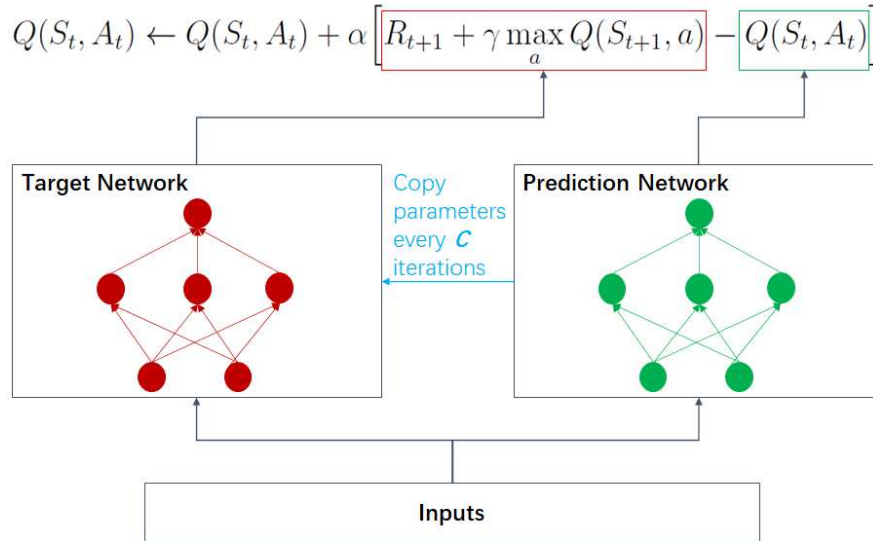 Q(S_t, A_t) ← Q(S_t, A_t) + α[R_{t+1} + γ max_a Q(S_{t+1}, a) − Q(S_t, A_t)]
Target Network
Copy
parameters
every C
iterations
Prediction Network
Inputs